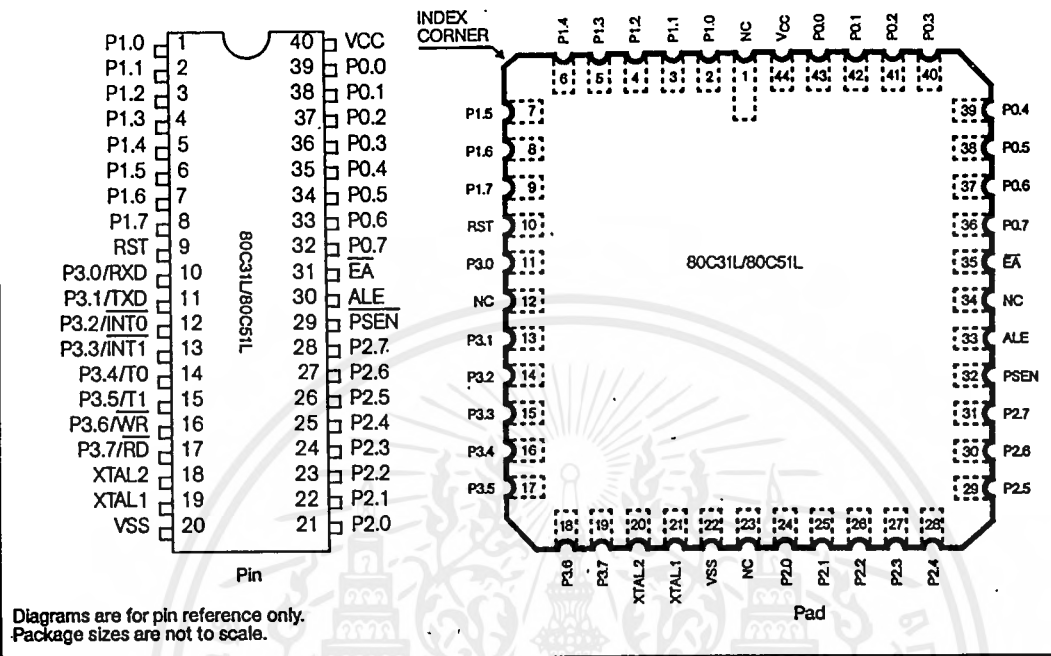 P1.0 1 40 VCC
P1.1 2 39 P0.0
P1.2 3 38 P0.1
P1.3 4 37 P0.2
P1.4 5 36 P0.3
P1.5 6 35 P0.4
P1.6 7 34 P0.5
P1.7 8 33 P0.6
RST 9 32 P0.7
P3.0/RXD 10 31 E̅A̅
P3.1/TXD 11 30 ALE
P3.2/I̅N̅T̅0̅ 12 29 P̅S̅E̅N̅
P3.3/I̅N̅T̅1̅ 13 28 P2.7
P3.4/T0 14 27 P2.6
P3.5/T1 15 26 P2.5
P3.6/W̅R̅ 16 25 P2.4
P3.7/R̅D̅ 17 24 P2.3
XTAL2 18 23 P2.2
XTAL1 19 22 P2.1
VSS 20 21 P2.0
80C31L/80C51L
Pin
Diagrams are for pin reference only.
Package sizes are not to scale.
INDEX
CORNER
P1.4 P1.3 P1.2 P1.1 P1.0 NC VCC P0.0 P0.1 P0.2 P0.3
6 5 4 3 2 1 44 43 42 41 40
P1.5 7 39 P0.4
P1.6 8 38 P0.5
P1.7 9 37 P0.6
RST 10 36 P0.7
P3.0 11 80C31L/80C51L 35 E̅A̅
NC 12 34 NC
P3.1 13 33 ALE
P3.2 14 32 PSEN
P3.3 15 31 P2.7
P3.4 16 30 P2.6
P3.5 17 29 P2.5
18 19 20 21 22 23 24 25 26 27 28
P3.6 P3.7 XTAL2 XTAL1 VSS NC P2.0 P2.1 P2.2 P2.3 P2.4
Pad